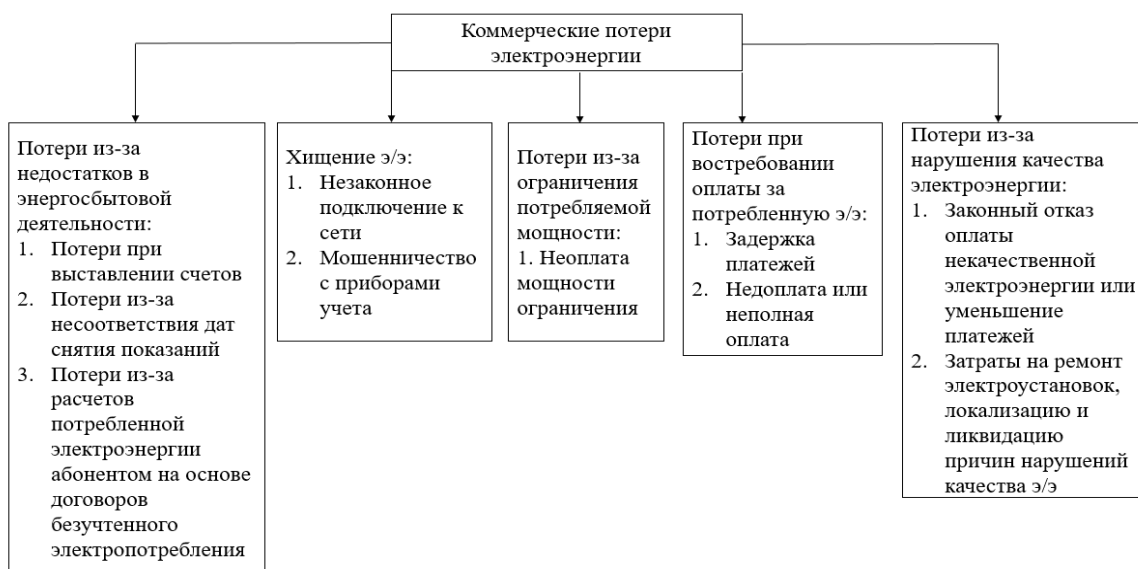 Коммерческие потери
электроэнергии
Потери из-за
недостатков в
энергосбытовой
деятельности:
1. Потери при
выставлении счетов
2. Потери из-за
несоответствия дат
снятия показаний
3. Потери из-за
расчетов
потребленной
электроэнергии
абонентом на основе
договоров
безучтенного
электропотребления
Хищение э/э:
1. Незаконное
подключение к
сети
2. Мошенничество
с приборами
учета
Потери из-за
ограничения
потребляемой
мощности:
1. Неоплата
мощности
ограничения
Потери при
востребовании
оплаты за
потребленную э/э:
1. Задержка
платежей
2. Недоплата или
неполная
оплата
Потери из-за
нарушения качества
электроэнергии:
1. Законный отказ
оплаты
некачественной
электроэнергии или
уменьшение
платежей
2. Затраты на ремонт
электроустановок,
локализацию и
ликвидацию
причин нарушений
качества э/э